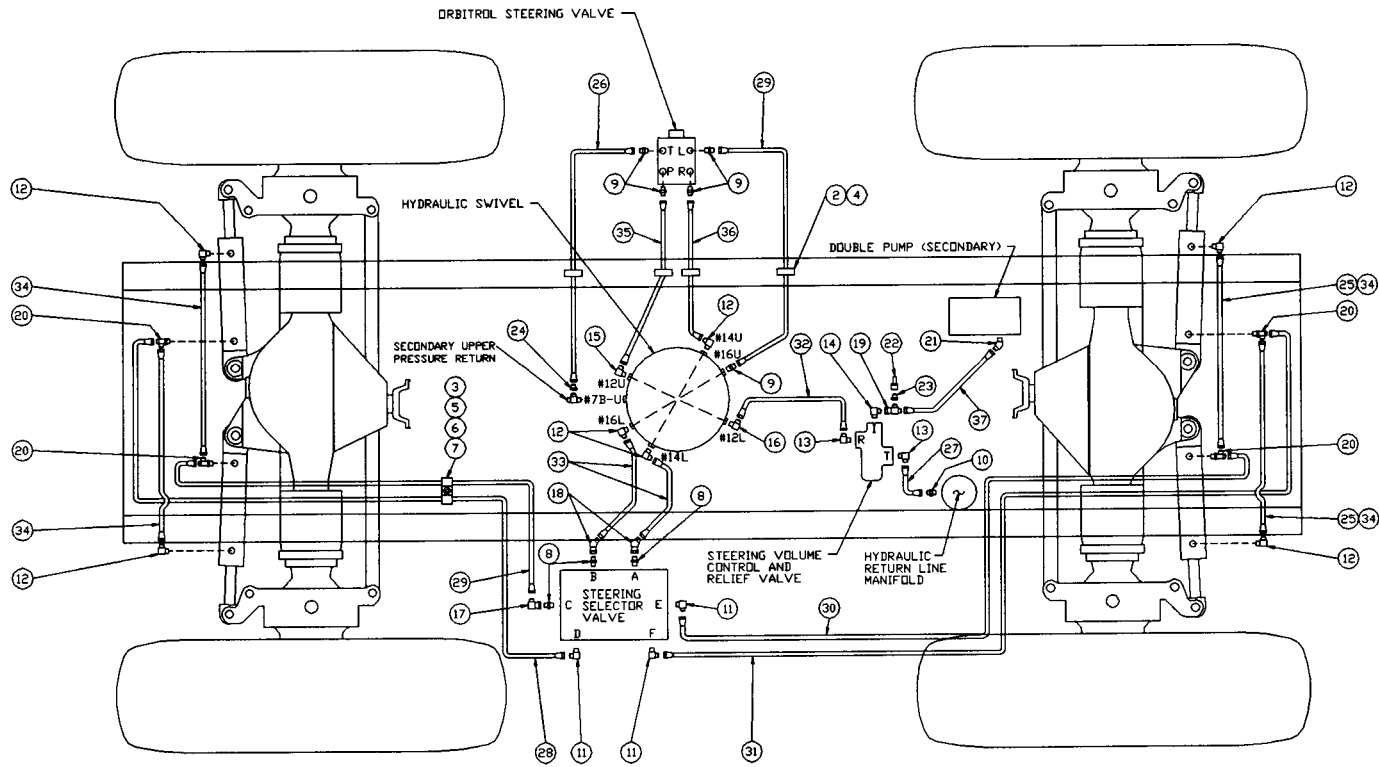 ORBITROL STEERING VALVE
26
29
T L
P R
9
9
12
HYDRAULIC SWIVEL
2 4
12
12
35
36
DOUBLE PUMP (SECONDARY)
34
12
#14U
25 34
20
24
#16U
20
SECONDARY UPPER
PRESSURE RETURN
15
32
14
19
22
21
#12U
9
23
#7B-U
3
5
6
7
#16L
#12L
16
13
R
T
37
13
12
#14L
T
27
10
20
20
33
18
8
34
25 34
STEERING VOLUME
CONTROL AND
RELIEF VALVE
HYDRAULIC
RETURN LINE
MANIFOLD
12
12
8
B
A
29
STEERING
SELECTOR
VALVE
C
E
11
30
17
D
F
28
11
11
31